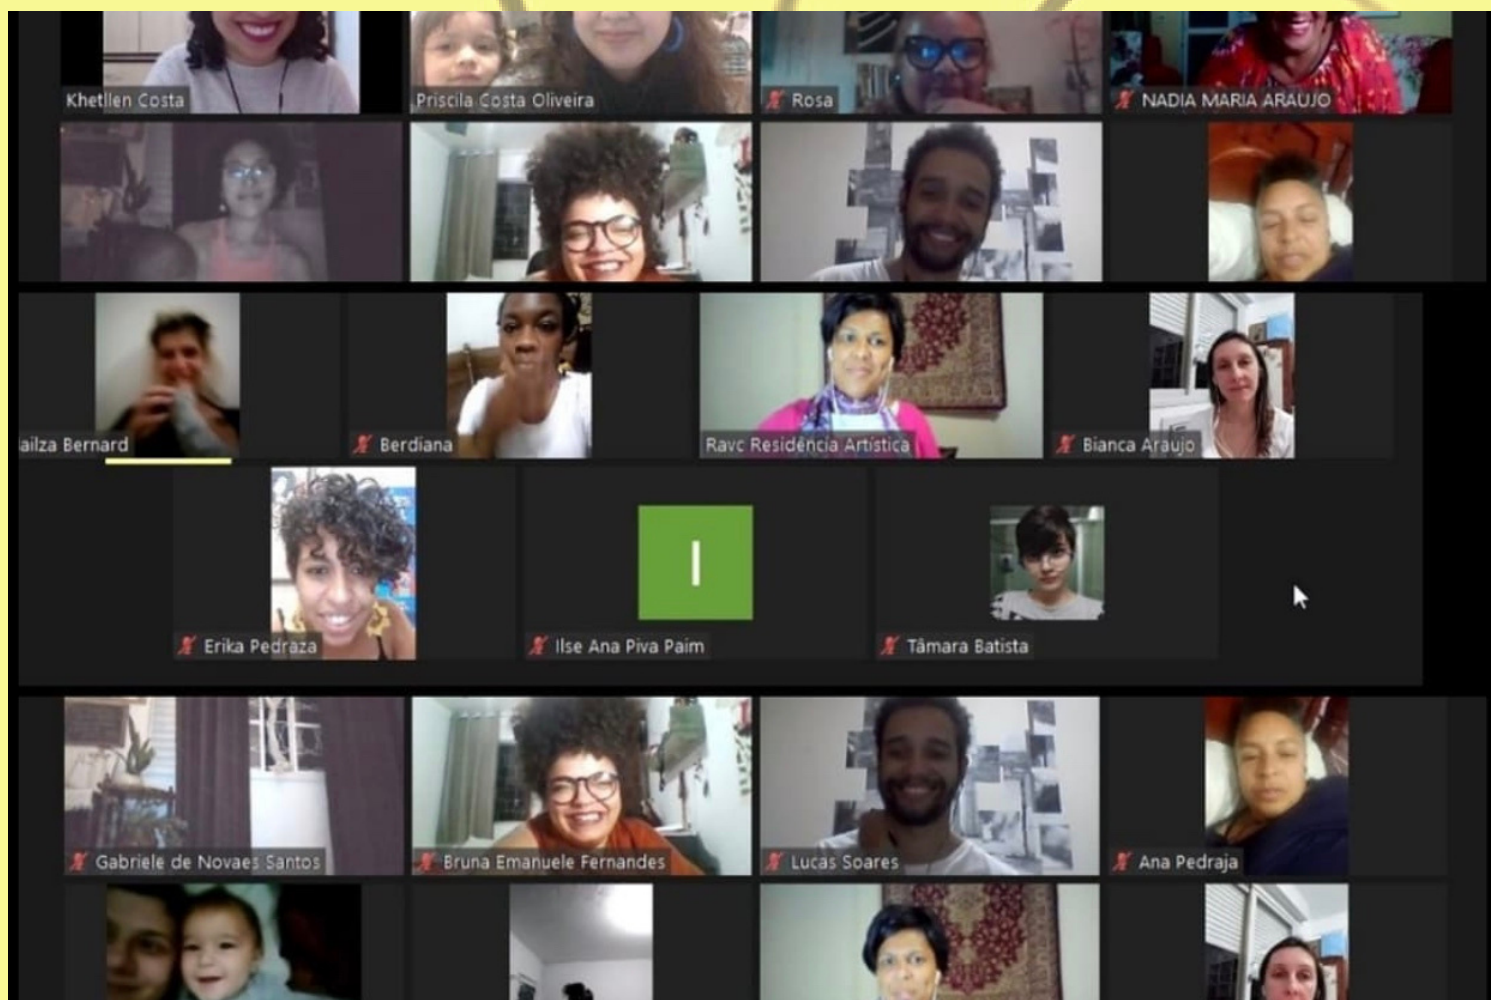 Khetllen Costa
Priscila Costa Oliveira
Rosa
NADIA MARIA ARAUJO
ailza Bernard
Berdiana
Ravc Residência Artística
Bianca Araujo
I
Erika Pedraza
Ilse Ana Piva Paim
Tâmara Batista
Gabriele de Novaes Santos
Bruna Emanuele Fernandes
Lucas Soares
Ana Pedraja